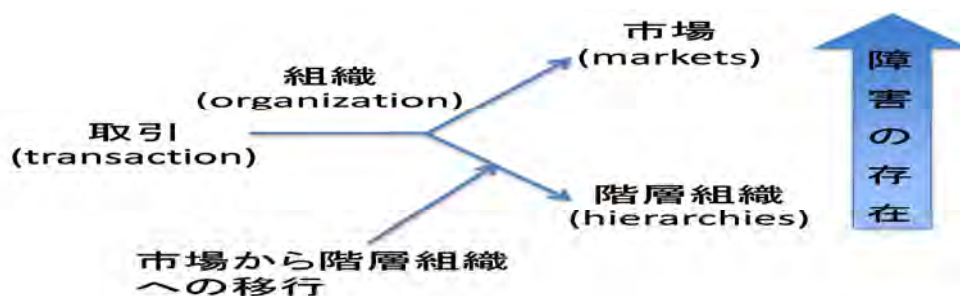 市場
(markets)
組織
(organization)
取引
(transaction)
階層組織
(hierarchies)
市場から階層組織
への移行
障害の存在